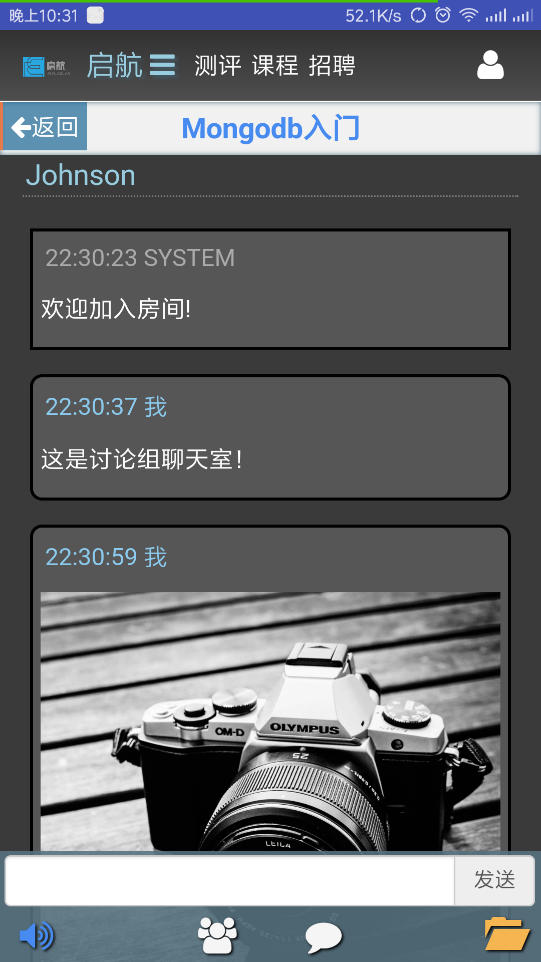 晚上10:31 52.1K/s
启航 启航 测评 课程 招聘
返回 Mongodb入门
Johnson
22:30:23 SYSTEM
欢迎加入房间!
22:30:37 我
这是讨论组聊天室!
22:30:59 我
OLYMPUS
OM-D
25
LEICA
发送